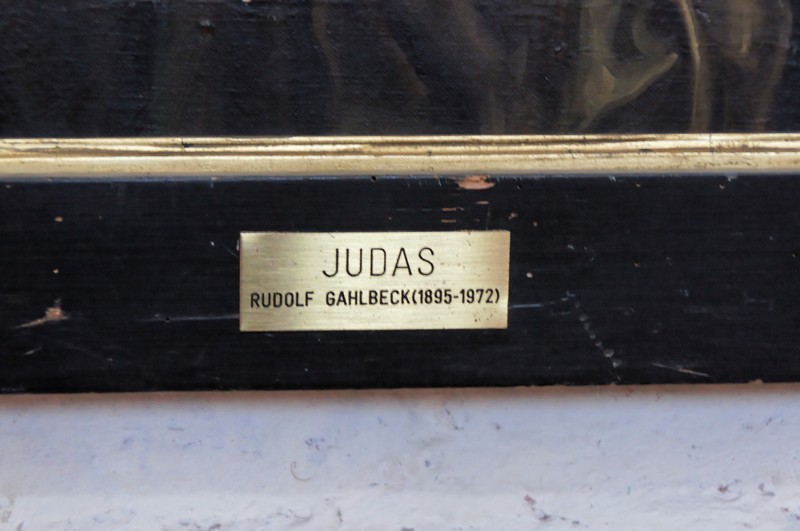 JUDAS
RUDOLF GAHLBECK(1895-1972)